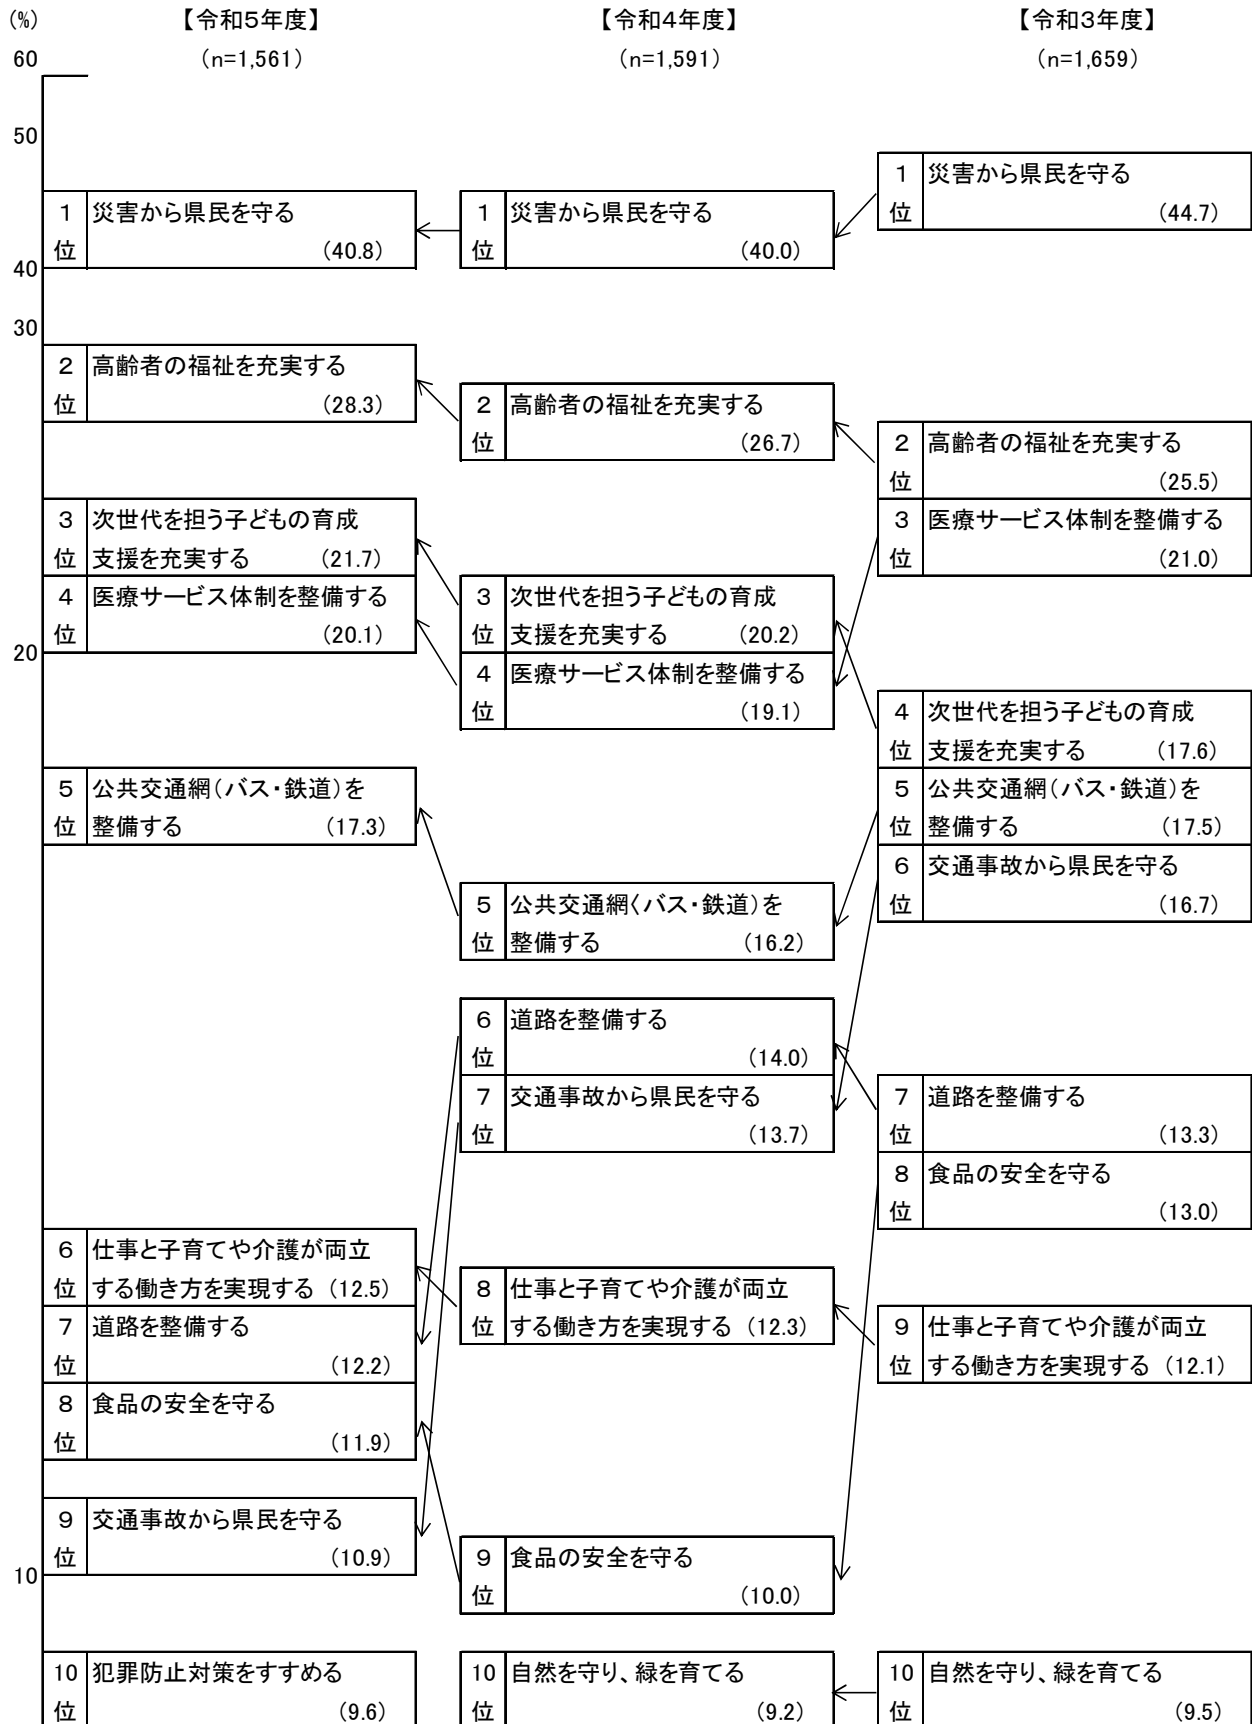 (%)
【令和5年度】
【令和4年度】
【令和3年度】
60
（n=1,561）
（n=1,591）
（n=1,659）
50
40
30
20
10
1位
災害から県民を守る
（40.8）
2位
高齢者の福祉を充実する
（28.3）
3位
次世代を担う子どもの育成
支援を充実する （21.7）
4位
医療サービス体制を整備する
（20.1）
5位
公共交通網（バス・鉄道）を
整備する （17.3）
6位
仕事と子育てや介護が両立
する働き方を実現する （12.5）
7位
道路を整備する
（12.2）
8位
食品の安全を守る
（11.9）
9位
交通事故から県民を守る
（10.9）
10位
犯罪防止対策をすすめる
（9.6）
1位
災害から県民を守る
（40.0）
2位
高齢者の福祉を充実する
（26.7）
3位
次世代を担う子どもの育成
支援を充実する （20.2）
4位
医療サービス体制を整備する
（19.1）
5位
公共交通網〈バス・鉄道）を
整備する （16.2）
6位
道路を整備する
（14.0）
7位
交通事故から県民を守る
（13.7）
8位
仕事と子育てや介護が両立
する働き方を実現する （12.3）
9位
食品の安全を守る
（10.0）
10位
自然を守り、緑を育てる
（9.2）
1位
災害から県民を守る
（44.7）
2位
高齢者の福祉を充実する
（25.5）
3位
医療サービス体制を整備する
（21.0）
4位
次世代を担う子どもの育成
支援を充実する （17.6）
5位
公共交通網（バス・鉄道）を
整備する （17.5）
6位
交通事故から県民を守る
（16.7）
7位
道路を整備する
（13.3）
8位
食品の安全を守る
（13.0）
9位
仕事と子育てや介護が両立
する働き方を実現する （12.1）
10位
自然を守り、緑を育てる
（9.5）